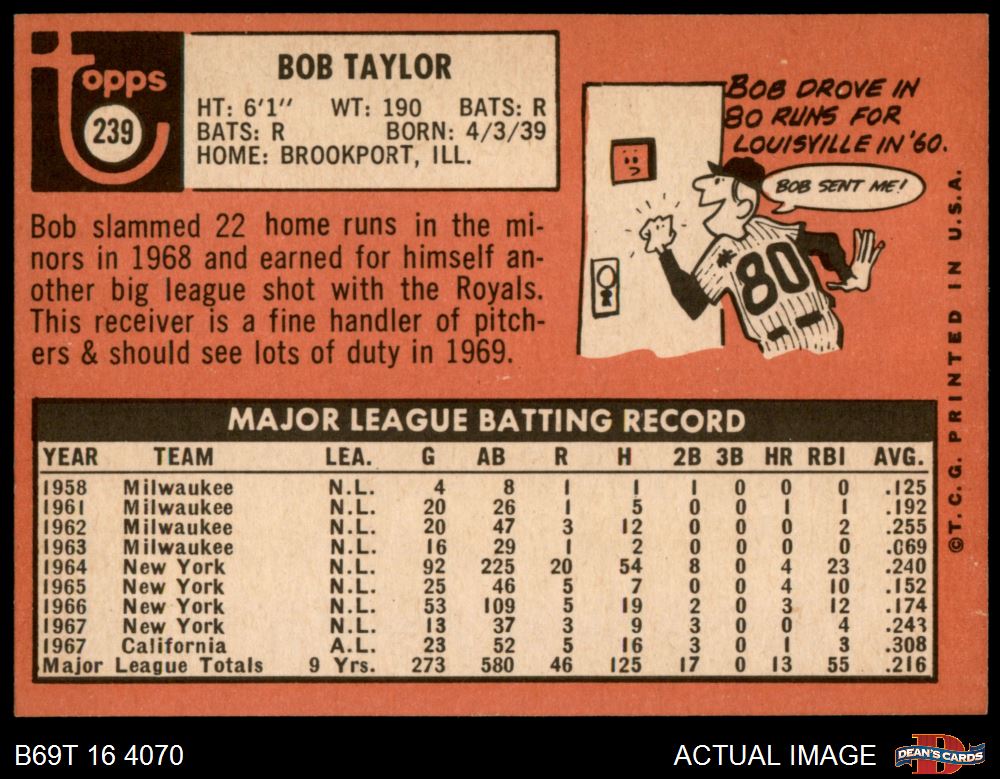 Topps
239
BOB TAYLOR
HT: 6'1" WT: 190 BATS: R
BATS: R BORN: 4/3/39
HOME: BROOKPORT, ILL.
BOB DROVE IN
80 RUNS FOR
LOUISVILLE IN '60.
BOB SENT ME!
80
Bob slammed 22 home runs in the mi-
nors in 1968 and earned for himself an-
other big league shot with the Royals.
This receiver is a fine handler of pitch-
ers & should see lots of duty in 1969.
©T.C.G. PRINTED IN U.S.A.
MAJOR LEAGUE BATTING RECORD
YEAR TEAM LEA. G AB R H 2B 3B HR RBI AVG.
1958 Milwaukee N.L. 4 8 1 1 1 0 0 0 .125
1961 Milwaukee N.L. 20 26 1 5 0 0 1 1 .192
1962 Milwaukee N.L. 20 47 3 12 0 0 0 2 .255
1963 Milwaukee N.L. 16 29 1 2 0 0 0 0 .069
1964 New York N.L. 92 225 20 54 8 0 4 23 .240
1965 New York N.L. 25 46 5 7 0 0 4 10 .152
1966 New York N.L. 53 109 5 19 2 0 3 12 .174
1967 New York N.L. 13 37 3 9 3 0 0 4 .243
1967 California A.L. 23 52 5 16 3 0 1 3 .308
Major League Totals 9 Yrs. 273 580 46 125 17 0 13 55 .216
B69T 16 4070
ACTUAL IMAGE
DEAN'S CARDS